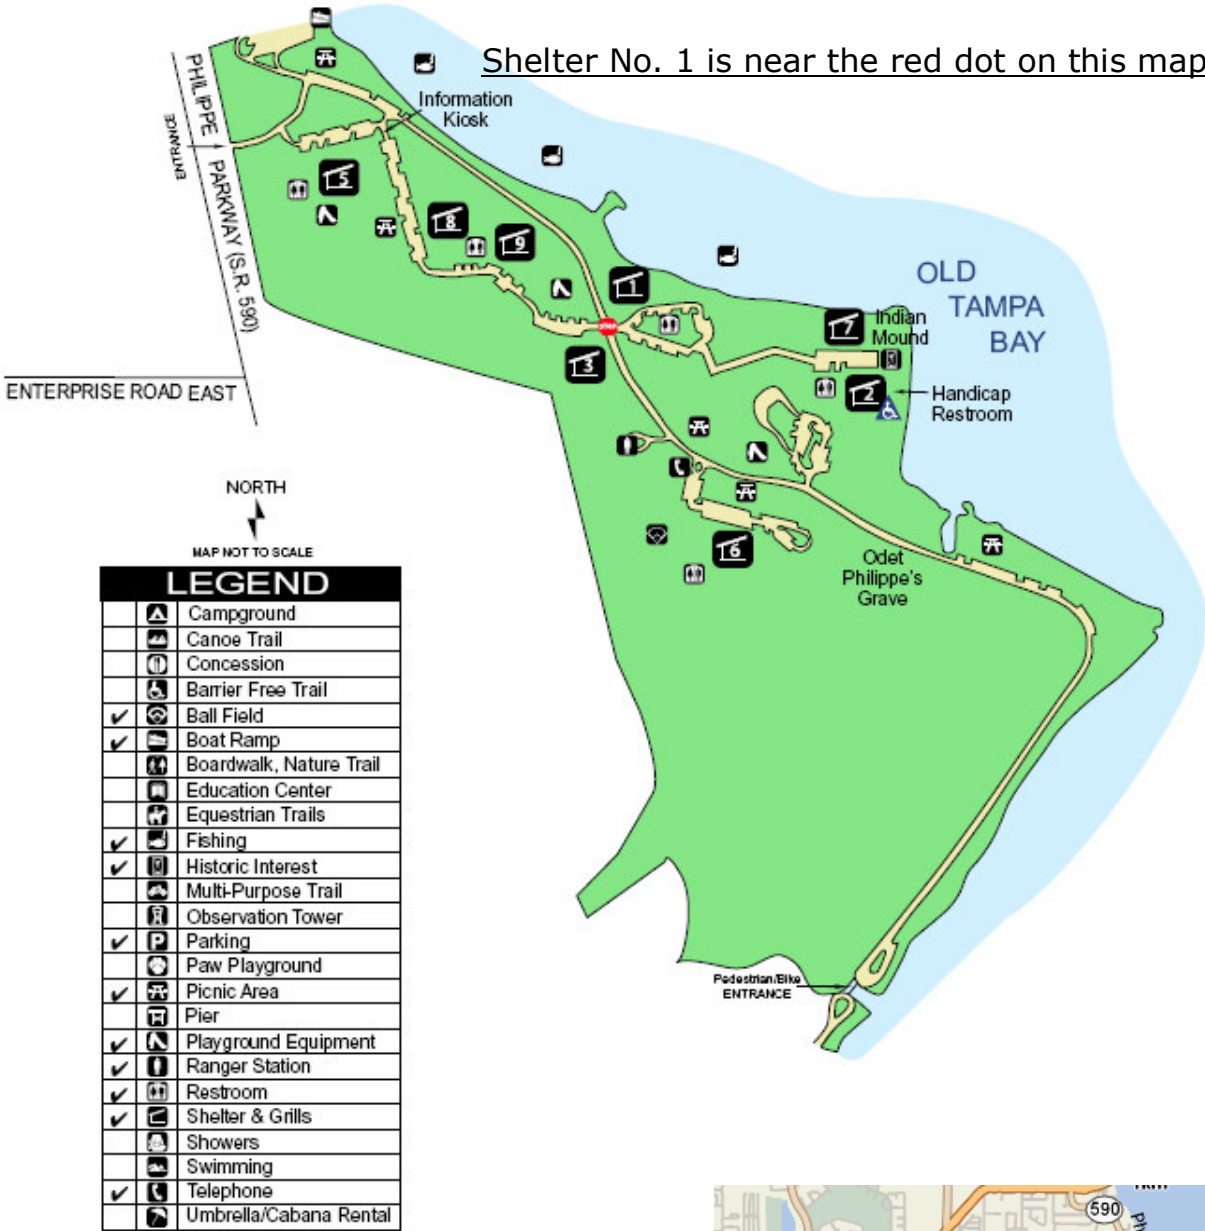 Shelter No. 1 is near the red dot on this map
Information
Kiosk
PHILIPPE PARKWAY (S.R. 590)
ENTRANCE
5
8
9
1
3
7
Indian
Mound
OLD
TAMPA
BAY
2
Handicap
Restroom
ENTERPRISE ROAD EAST
6
Odet
Philippe's
Grave
NORTH
MAP NOT TO SCALE
LEGEND
Campground
Canoe Trail
Concession
Barrier Free Trail
Ball Field
Boat Ramp
Boardwalk, Nature Trail
Education Center
Equestrian Trails
Fishing
Historic Interest
Multi-Purpose Trail
Observation Tower
P Parking
Paw Playground
Picnic Area
Pier
Playground Equipment
Ranger Station
Restroom
Shelter & Grills
Showers
Swimming
Telephone
Umbrella/Cabana Rental
Pedestrian/Bike
ENTRANCE
590